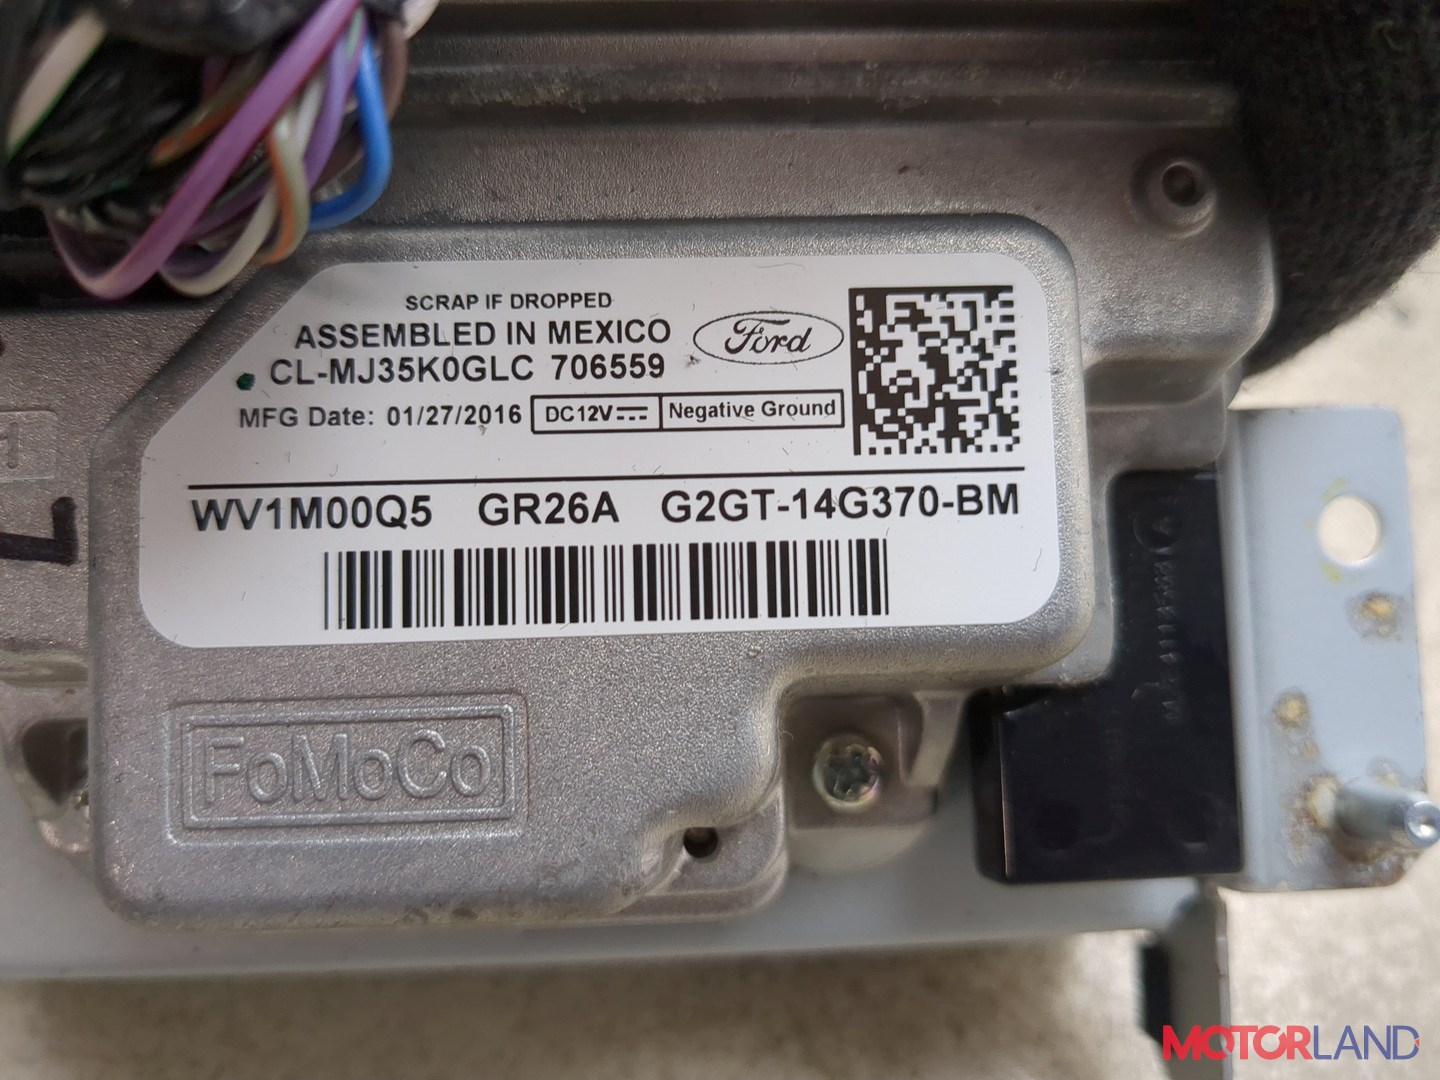 SCRAP IF DROPPED
ASSEMBLED IN MEXICO
Ford
CL-MJ35K0GLC 706559
MFG Date: 01/27/2016
DC12V
Negative Ground
WV1M00Q5 GR26A G2GT-14G370-BM
FoMoCo
1
MOTORLAND